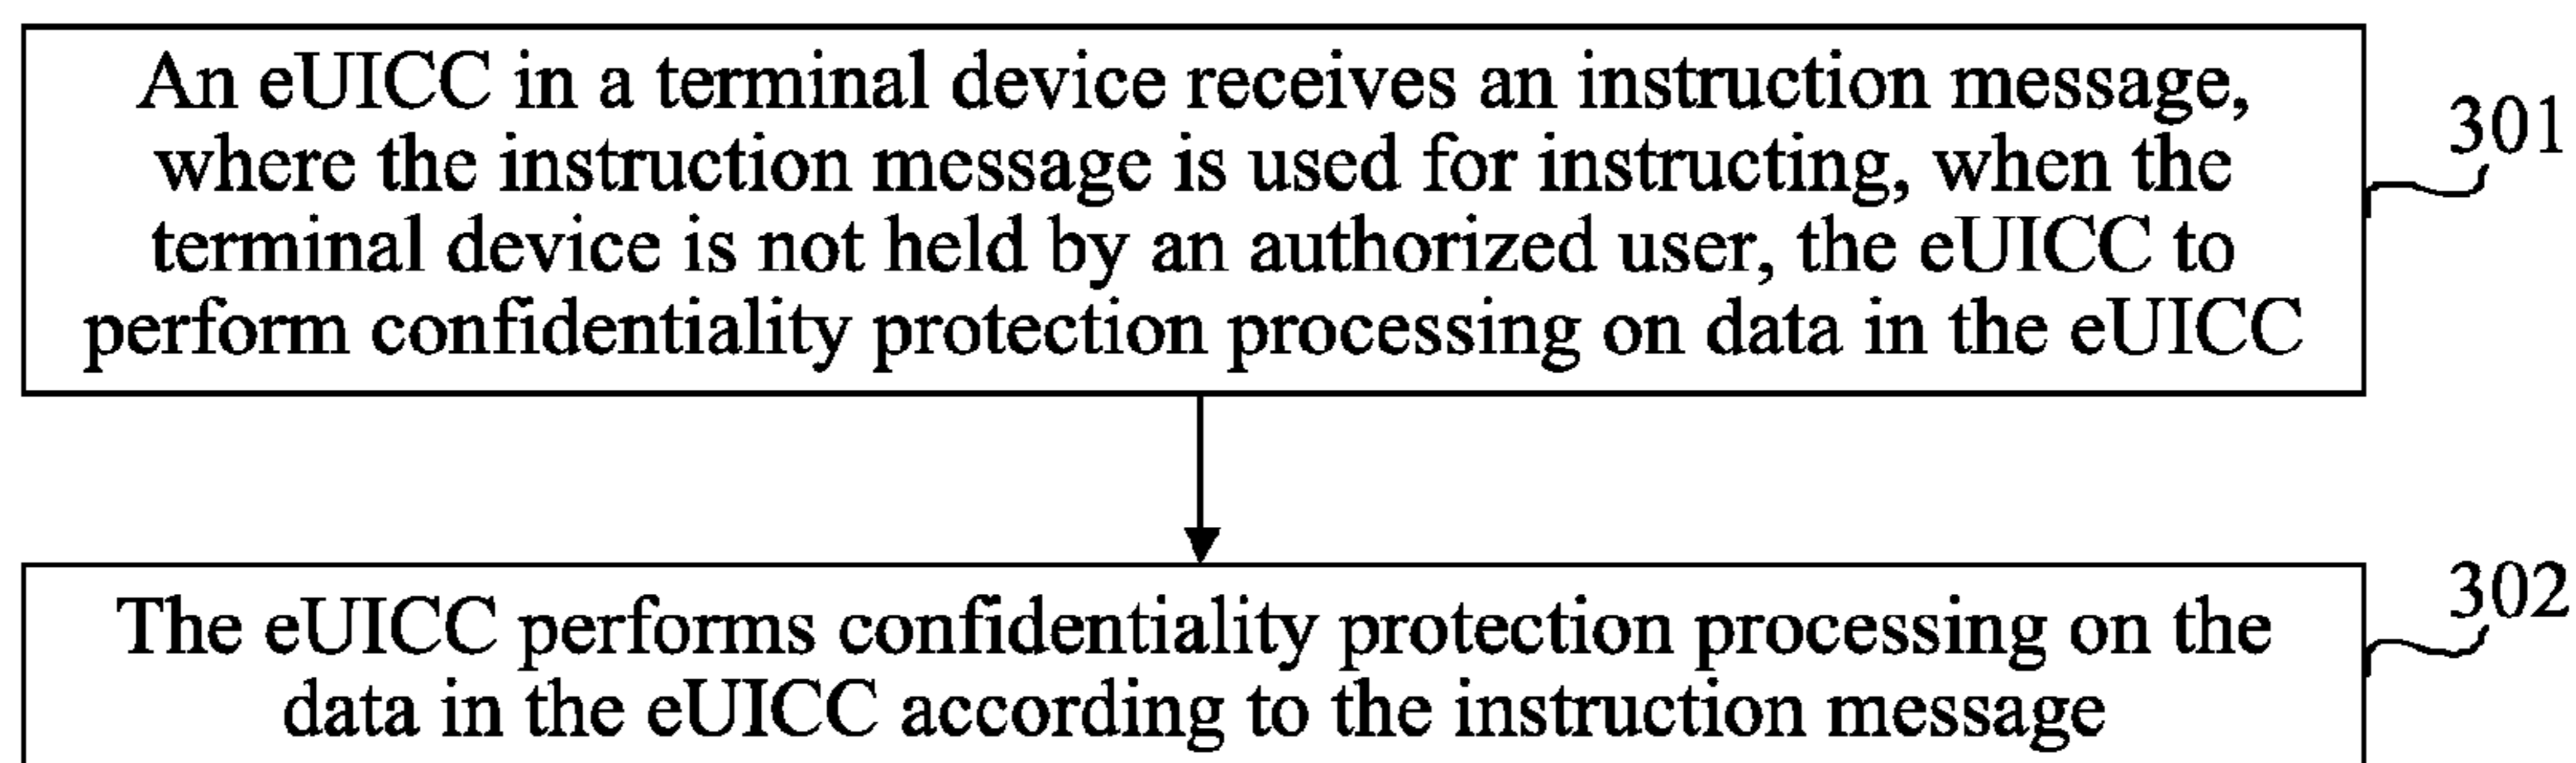 An eUICC in a terminal device receives an instruction message,
where the instruction message is used for instructing, when the
terminal device is not held by an authorized user, the eUICC to
perform confidentiality protection processing on data in the eUICC
301
The eUICC performs confidentiality protection processing on the
data in the eUICC according to the instruction message
302